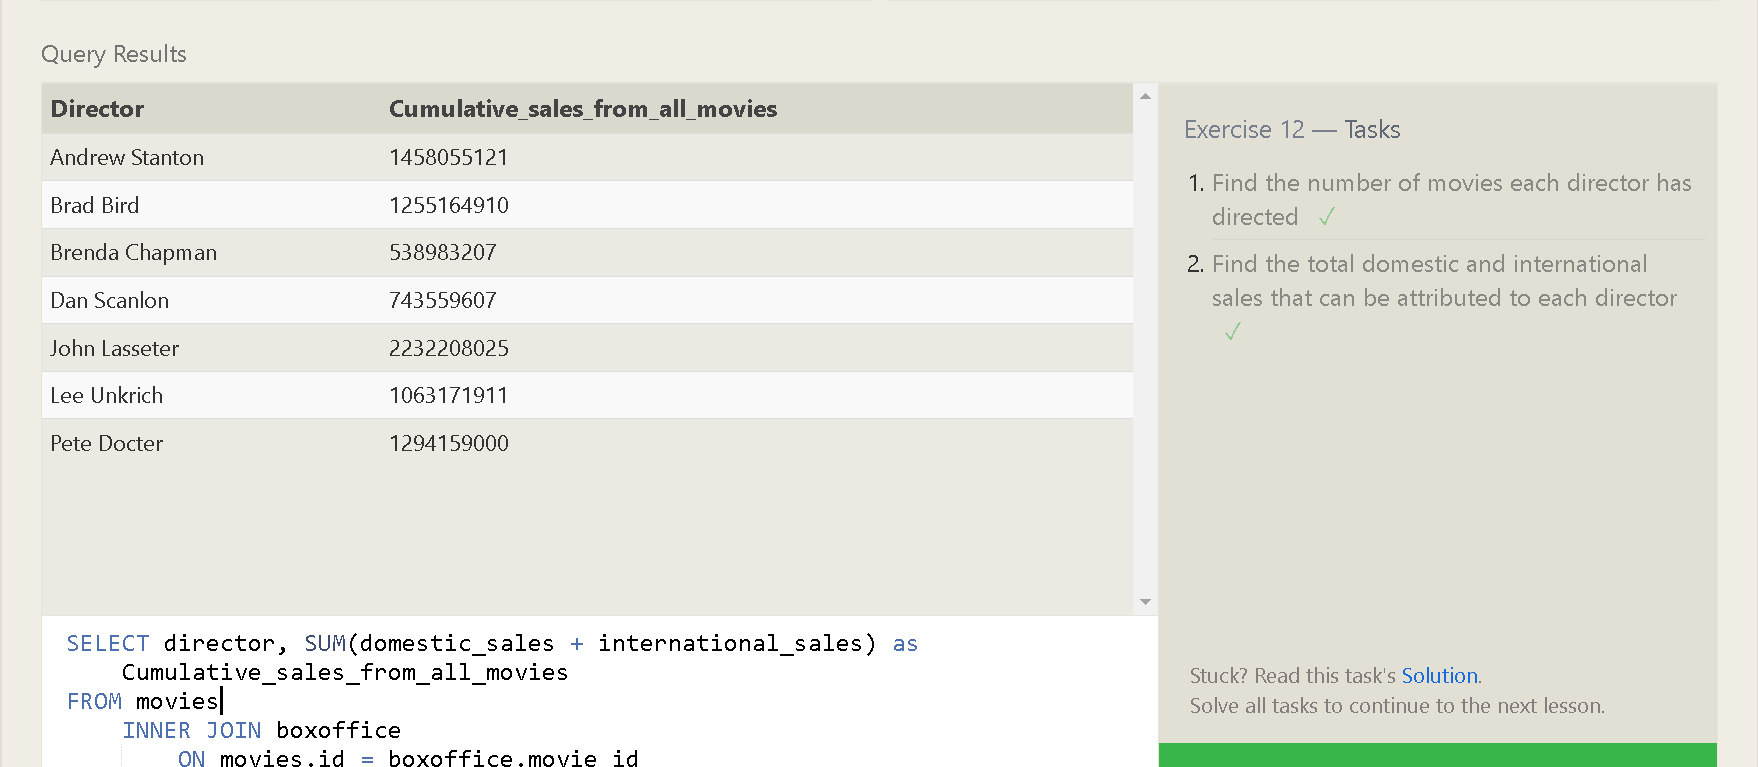 Query Results
Director Cumulative_sales_from_all_movies
Andrew Stanton 1458055121
Brad Bird 1255164910
Brenda Chapman 538983207
Dan Scanlon 743559607
John Lasseter 2232208025
Lee Unkrich 1063171911
Pete Docter 1294159000
SELECT director, SUM(domestic_sales + international_sales) as
Cumulative_sales_from_all_movies
FROM movies
INNER JOIN boxoffice
ON movies.id = boxoffice.movie_id
Exercise 12 — Tasks
1. Find the number of movies each director has
directed ✓
2. Find the total domestic and international
sales that can be attributed to each director
✓
Stuck? Read this task's Solution.
Solve all tasks to continue to the next lesson.